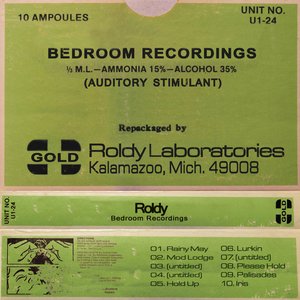 10 AMPOULES
UNIT NO.
U1-24
BEDROOM RECORDINGS
½ M.L.—AMMONIA 15%—ALCOHOL 35%
(AUDITORY STIMULANT)
Repackaged by
GOLD
Roldy Laboratories
Kalamazoo, Mich. 49008
UNIT NO.
U1-24
Roldy
Bedroom Recordings
GOLD
01. Rainy May
02. Mod Lodge
03. (untitled)
04. (untitled)
05. Hold Up
06. Lurkin
07. (untitled)
08. Please Hold
09. Palisades
10. Iris